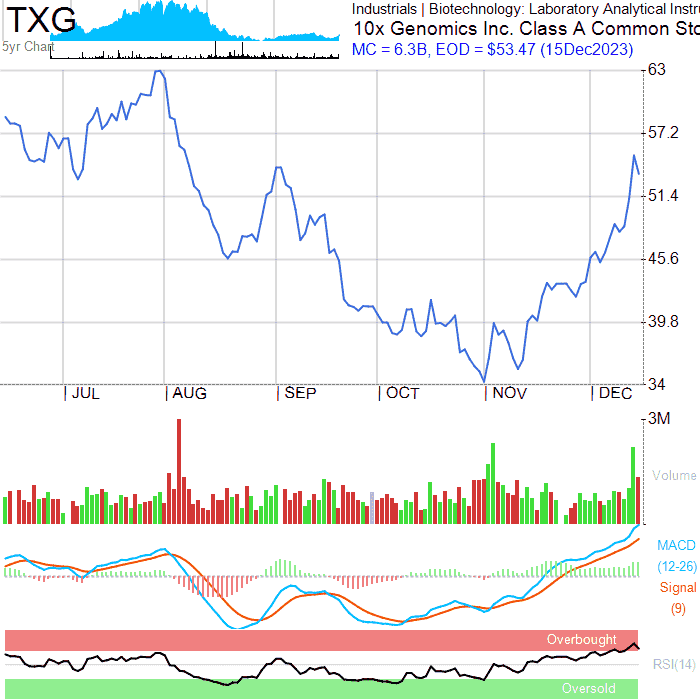 TXG
5yr Chart
Industrials | Biotechnology: Laboratory Analytical Instru
10x Genomics Inc. Class A Common Sto
MC = 6.3B, EOD = $53.47 (15Dec2023)
63
57.2
51.4
45.6
39.8
34
JUL AUG SEP OCT NOV DEC
3M
Volume
MACD
(12-26)
Signal
(9)
Overbought
RSI(14)
Oversold